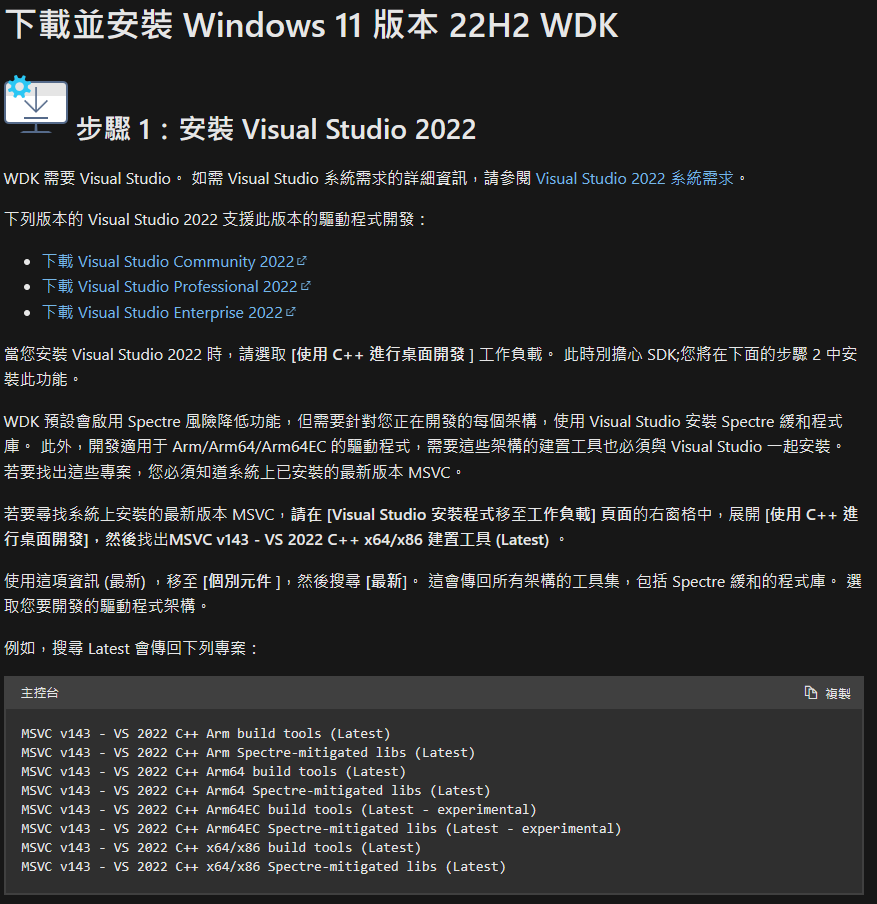 下載並安裝 Windows 11 版本 22H2 WDK
步驟 1：安裝 Visual Studio 2022
WDK 需要 Visual Studio。 如需 Visual Studio 系統需求的詳細資訊，請參閱 Visual Studio 2022 系統需求。
下列版本的 Visual Studio 2022 支援此版本的驅動程式開發：
下載 Visual Studio Community 2022
下載 Visual Studio Professional 2022
下載 Visual Studio Enterprise 2022
當您安裝 Visual Studio 2022 時，請選取 [使用 C++ 進行桌面開發 ] 工作負載。 此時別擔心 SDK;您將在下面的步驟 2 中安
裝此功能。
WDK 預設會啟用 Spectre 風險降低功能，但需要針對您正在開發的每個架構，使用 Visual Studio 安裝 Spectre 緩和程式
庫。 此外，開發適用于 Arm/Arm64/Arm64EC 的驅動程式，需要這些架構的建置工具也必須與 Visual Studio 一起安裝。
若要找出這些專案，您必須知道系統上已安裝的最新版本 MSVC。
若要尋找系統上安裝的最新版本 MSVC，請在 [Visual Studio 安裝程式移至工作負載] 頁面的右窗格中，展開 [使用 C++ 進
行桌面開發]，然後找出MSVC v143 - VS 2022 C++ x64/x86 建置工具 (Latest) 。
使用這項資訊 (最新) ，移至 [個別元件 ]，然後搜尋 [最新]。 這會傳回所有架構的工具集，包括 Spectre 緩和的程式庫。 選
取您要開發的驅動程式架構。
例如，搜尋 Latest 會傳回下列專案：
主控台 複製
MSVC v143 - VS 2022 C++ Arm build tools (Latest)
MSVC v143 - VS 2022 C++ Arm Spectre-mitigated libs (Latest)
MSVC v143 - VS 2022 C++ Arm64 build tools (Latest)
MSVC v143 - VS 2022 C++ Arm64 Spectre-mitigated libs (Latest)
MSVC v143 - VS 2022 C++ Arm64EC build tools (Latest - experimental)
MSVC v143 - VS 2022 C++ Arm64EC Spectre-mitigated libs (Latest - experimental)
MSVC v143 - VS 2022 C++ x64/x86 build tools (Latest)
MSVC v143 - VS 2022 C++ x64/x86 Spectre-mitigated libs (Latest)